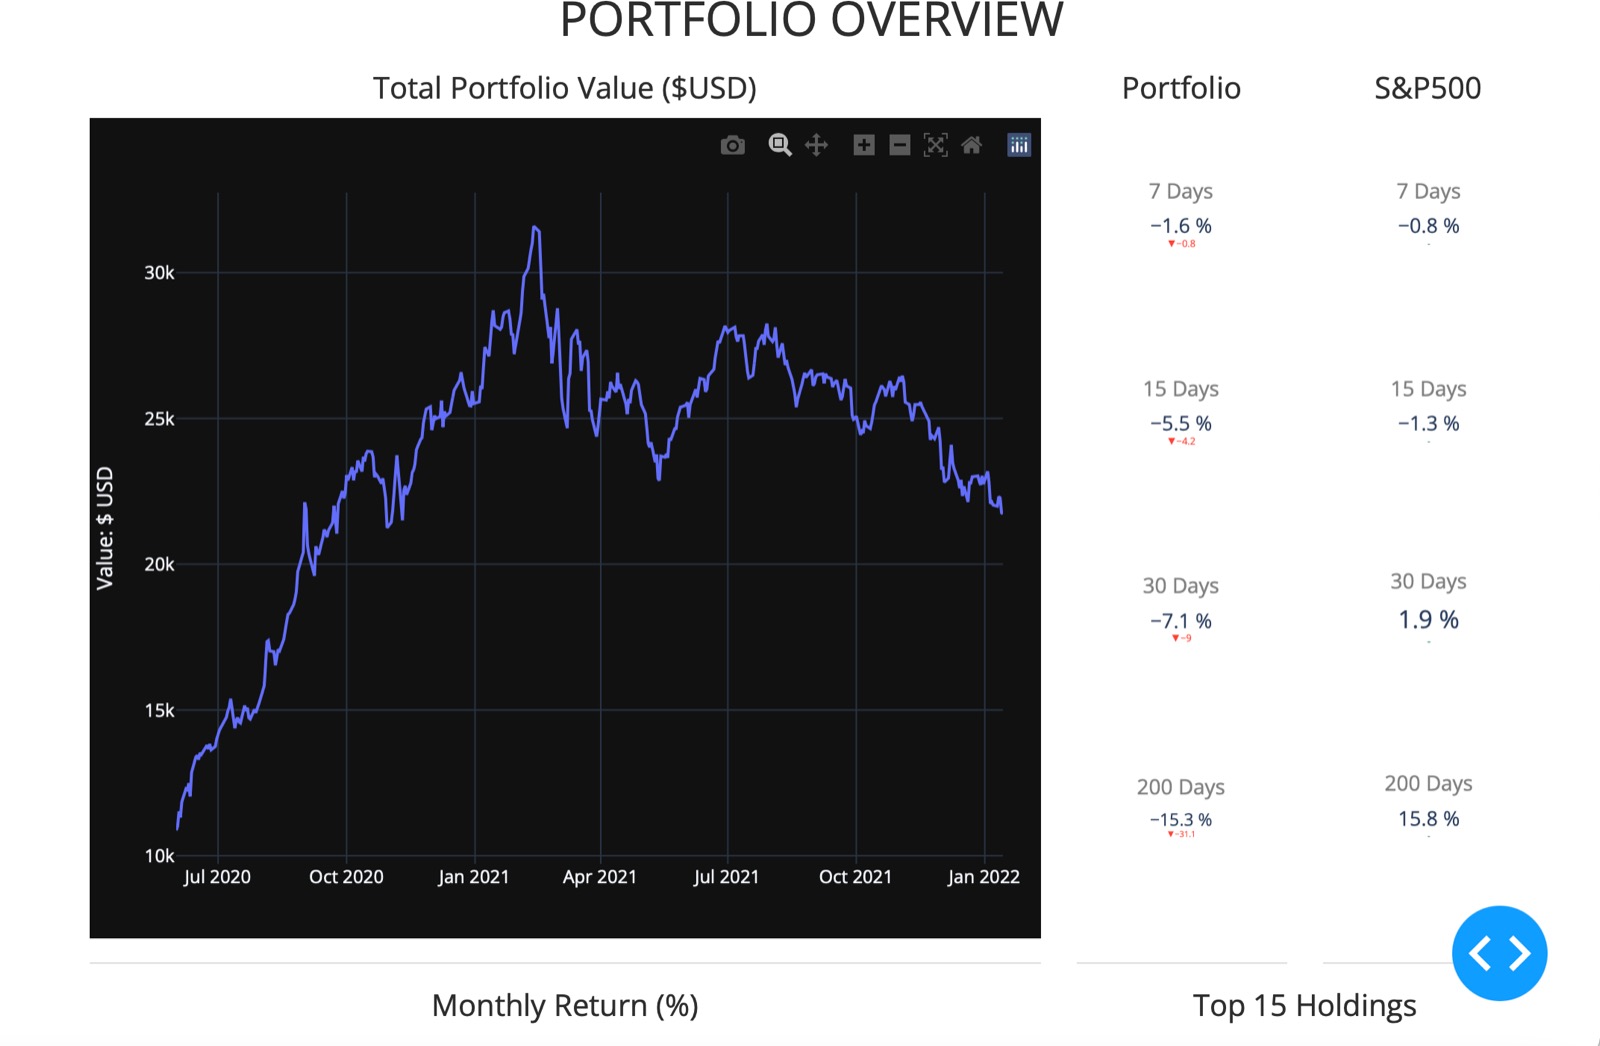 PORTFOLIO OVERVIEW
Total Portfolio Value ($USD)
Portfolio
S&P500
Value: $ USD
30k
25k
20k
15k
10k
Jul 2020
Oct 2020
Jan 2021
Apr 2021
Jul 2021
Oct 2021
Jan 2022
7 Days
−1.6 %
▼−0.8
7 Days
−0.8 %
-
15 Days
−5.5 %
▼−4.2
15 Days
−1.3 %
-
30 Days
−7.1 %
▼−9
30 Days
1.9 %
-
200 Days
−15.3 %
▼−31.1
200 Days
15.8 %
-
Monthly Return (%)
Top 15 Holdings